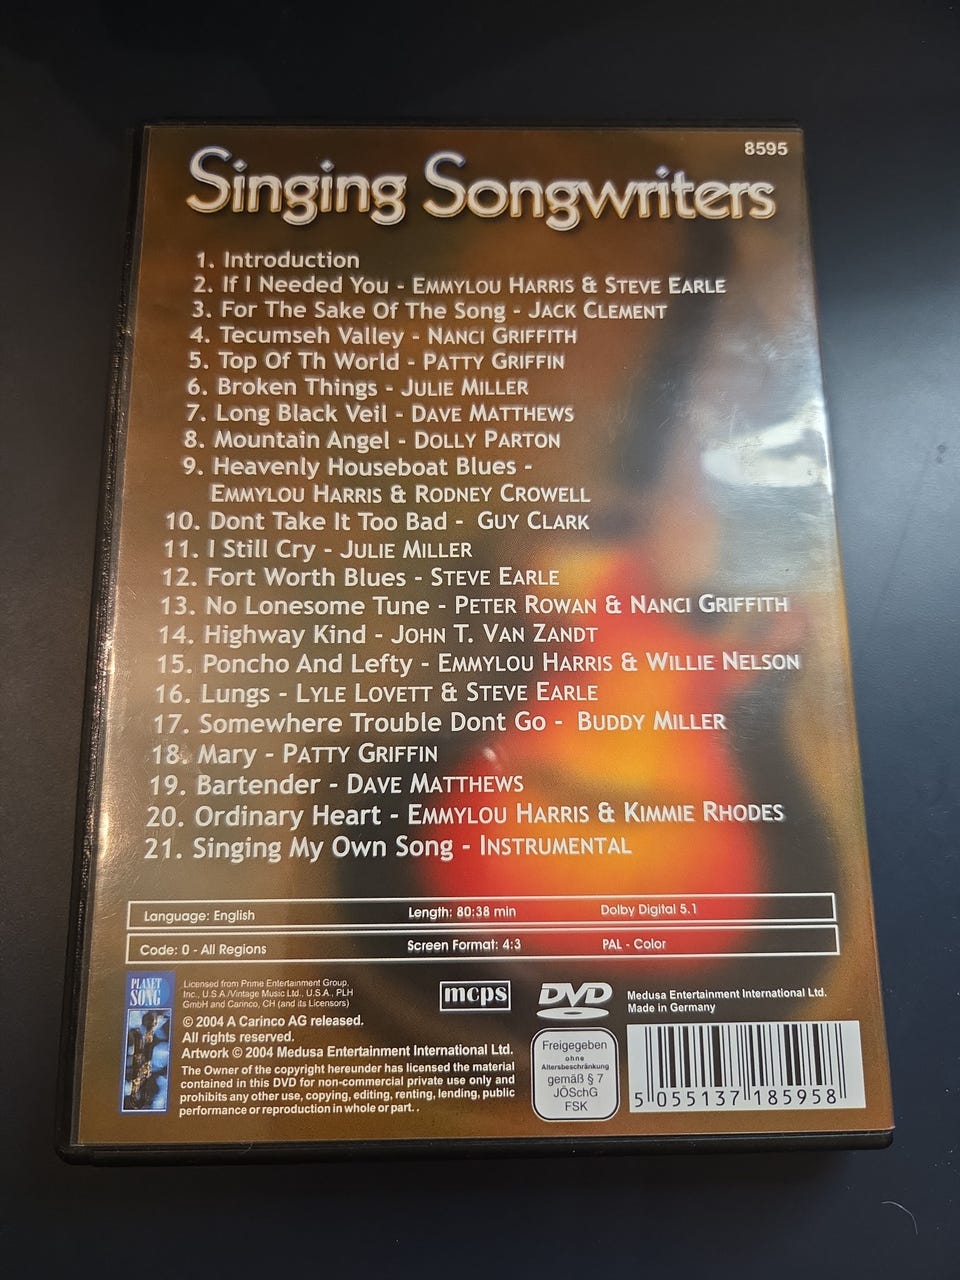 8595
Singing Songwriters
1. Introduction
2. If I Needed You - EMMYLOU HARRIS & STEVE EARLE
3. For The Sake Of The Song - JACK CLEMENT
4. Tecumseh Valley - NANCI GRIFFITH
5. Top Of Th World - PATTY GRIFFIN
6. Broken Things - JULIE MILLER
7. Long Black Veil - DAVE MATTHEWS
8. Mountain Angel - DOLLY PARTON
9. Heavenly Houseboat Blues -
EMMYLOU HARRIS & RODNEY CROWELL
10. Dont Take It Too Bad - GUY CLARK
11. I Still Cry - JULIE MILLER
12. Fort Worth Blues - STEVE EARLE
13. No Lonesome Tune - PETER ROWAN & NANCI GRIFFITH
14. Highway Kind - JOHN T. VAN ZANDT
15. Poncho And Lefty - EMMYLOU HARRIS & WILLIE NELSON
16. Lungs - LYLE LOVETT & STEVE EARLE
17. Somewhere Trouble Dont Go - BUDDY MILLER
18. Mary - PATTY GRIFFIN
19. Bartender - DAVE MATTHEWS
20. Ordinary Heart - EMMYLOU HARRIS & KIMMIE RHODES
21. Singing My Own Song - INSTRUMENTAL
Language: English Length: 80:38 min Dolby Digital 5.1
Code: 0 - All Regions Screen Format: 4:3 PAL - Color
PLANET
SONG
Licensed from Prime Entertainment Group,
Inc., U.S.A./Vintage Music Ltd., U.S.A., PLH
GmbH and Carinco, CH (and its Licensors)
© 2004 A Carinco AG released.
All rights reserved.
Artwork © 2004 Medusa Entertainment International Ltd.
The Owner of the copyright hereunder has licensed the material
contained in this DVD for non-commercial private use only and
prohibits any other use, copying, editing, renting, lending, public
performance or reproduction in whole or part. .
mcps
DVD
VIDEO
Medusa Entertainment International Ltd.
Made in Germany
Freigegeben
ohne
Altersbeschränkung
gemäß § 7
JÖSchG
FSK
5 055137 185958